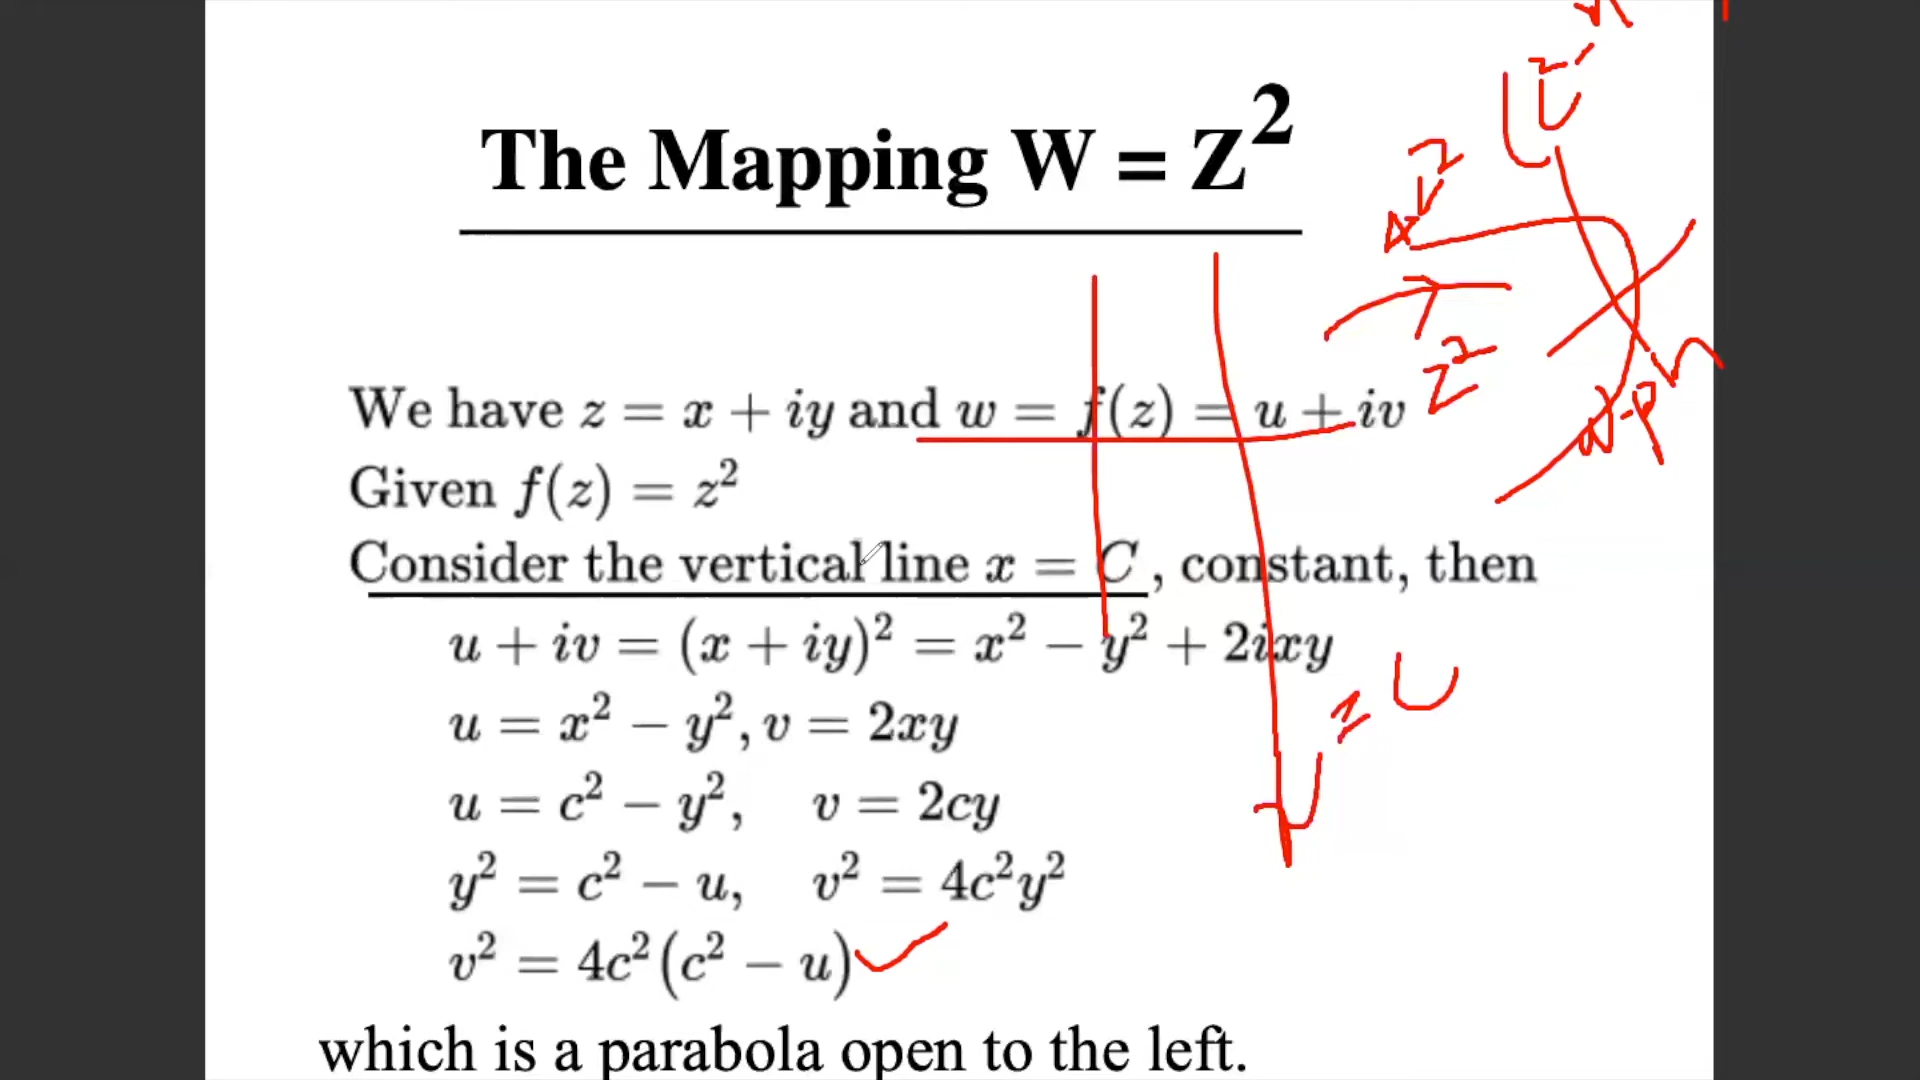 The Mapping W = Z²
We have z = x + iy and w = f(z) = u + iv
Given f(z) = z²
Consider the vertical line x = C, constant, then
u + iv = (x + iy)² = x² − y² + 2ixy
u = x² − y², v = 2xy
u = c² − y², v = 2cy
y² = c² − u, v² = 4c²y²
v² = 4c²(c² − u)
which is a parabola open to the left.
z²